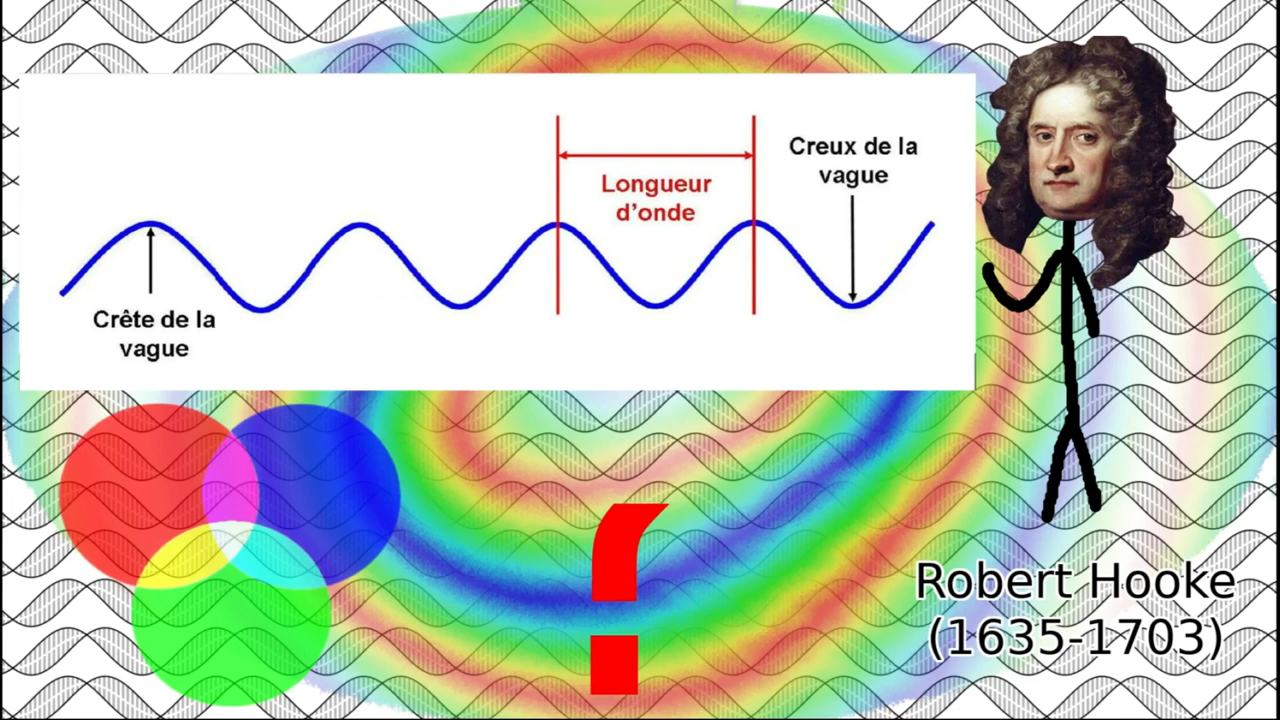 Creux de la
vague
Longueur
d'onde
Crête de la
vague
Robert Hooke
(1635-1703)